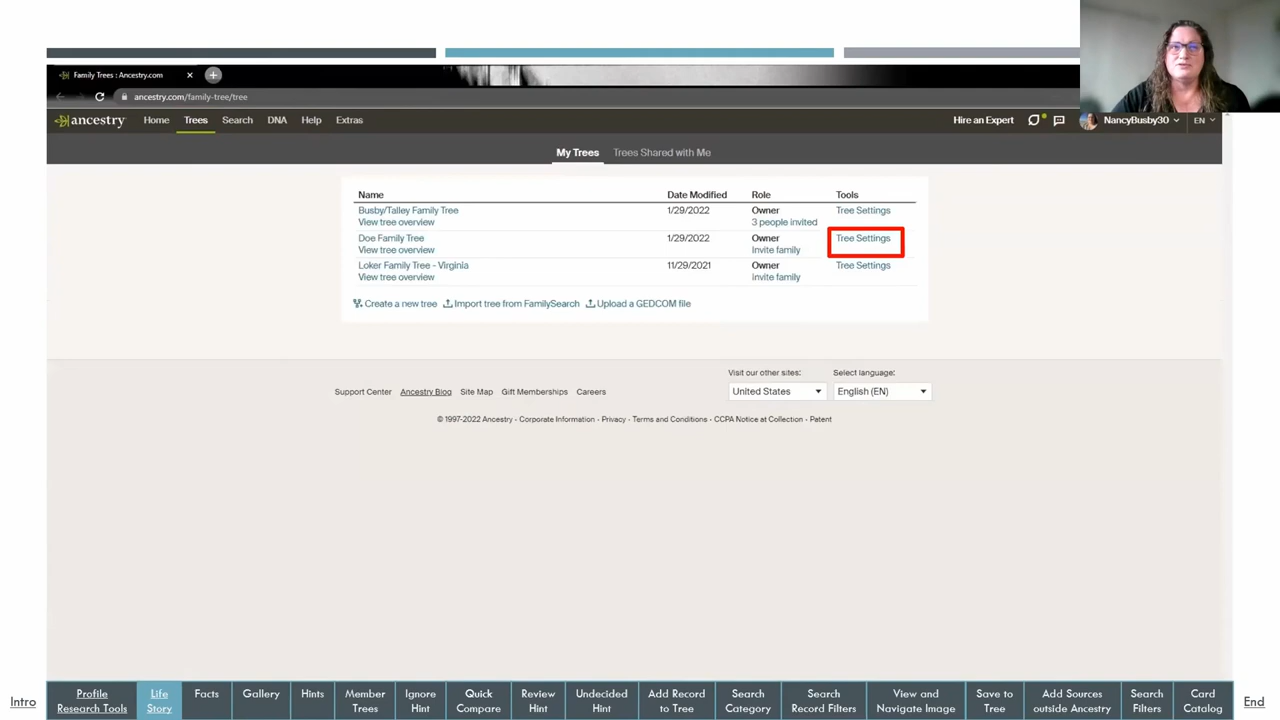 Family Trees : Ancestry.com
ancestry.com/family-tree/tree
ancestry Home Trees Search DNA Help Extras Hire an Expert NancyBusby30 EN
My Trees Trees Shared with Me
Name Date Modified Role Tools
Busby/Talley Family Tree 1/29/2022 Owner Tree Settings
View tree overview 3 people invited
Doe Family Tree 1/29/2022 Owner Tree Settings
View tree overview Invite family
Loker Family Tree - Virginia 11/29/2021 Owner Tree Settings
View tree overview Invite family
Create a new tree Import tree from FamilySearch Upload a GEDCOM file
Visit our other sites: Select language:
Support Center Ancestry Blog Site Map Gift Memberships Careers United States English (EN)
© 1997-2022 Ancestry - Corporate Information - Privacy - Terms and Conditions - CCPA Notice at Collection - Patent
Intro
Profile
Research Tools
Life
Story
Facts
Gallery
Hints
Member
Trees
Ignore
Hint
Quick
Compare
Review
Hint
Undecided
Hint
Add Record
to Tree
Search
Category
Search
Record Filters
View and
Navigate Image
Save to
Tree
Add Sources
outside Ancestry
Search
Filters
Card
Catalog
End